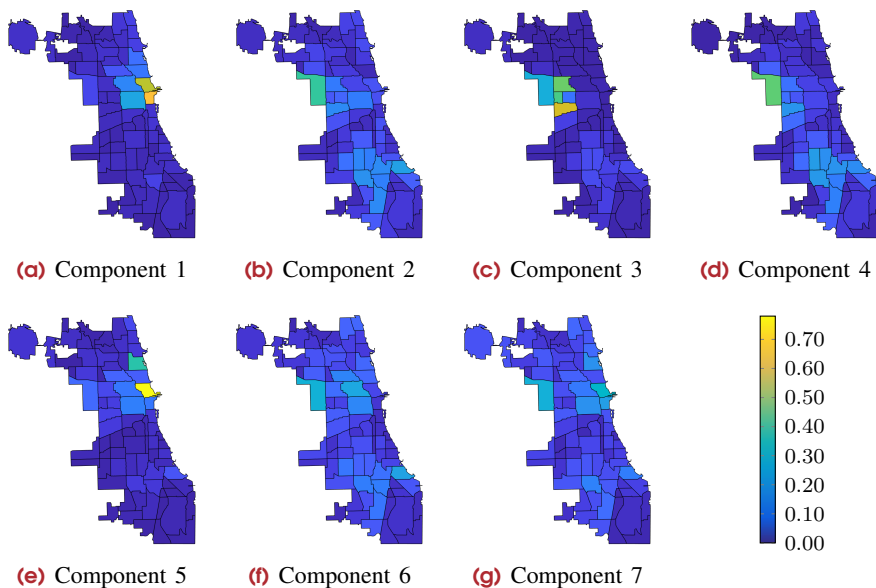 (a) Component 1
(b) Component 2
(c) Component 3
(d) Component 4
0.70
0.60
0.50
0.40
0.30
0.20
0.10
0.00
(e) Component 5
(f) Component 6
(g) Component 7